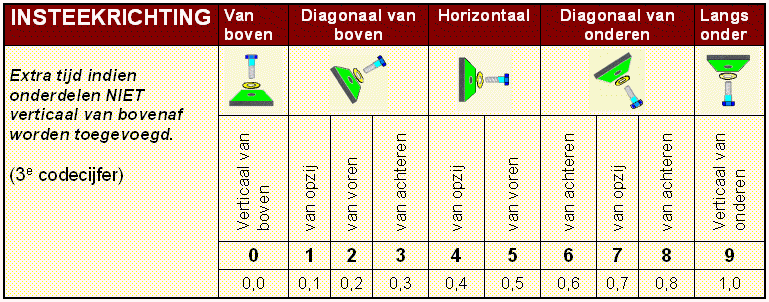 INSTEEKRICHTING
Van boven
Diagonaal van boven
Horizontaal
Diagonaal van onderen
Langs onder
Extra tijd indien
onderdelen NIET
verticaal van bovenaf
worden toegevoegd.
(3e codecijfer)
Verticaal van boven
van opzij
van voren
van achteren
van opzij
van voren
van achteren
van opzij
van achteren
Verticaal van onderen
0 1 2 3 4 5 6 7 8 9
0,0 0,1 0,2 0,3 0,4 0,5 0,6 0,7 0,8 1,0